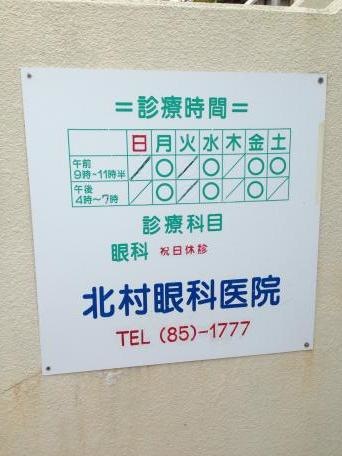 ＝診療時間＝
日 月 火 水 木 金 土
午前 9時~11時半 ／ ○ ／ ○ ／ ○ ○
午後 4時~7時 ／ ○ ／ ○ ／ ○ ／
診療科目
眼科 祝日休診
北村眼科医院
TEL (85)-1777